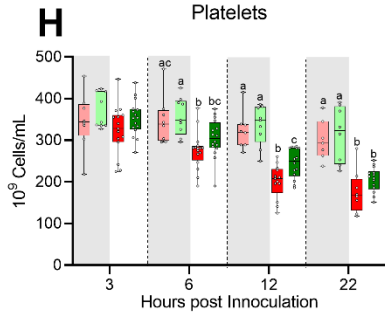 H
Platelets
10⁹ Cells/mL
500
400
300
200
100
0
ac
a
b
bc
a
a
b
c
a
a
b
b
3 6 12 22
Hours post Innoculation